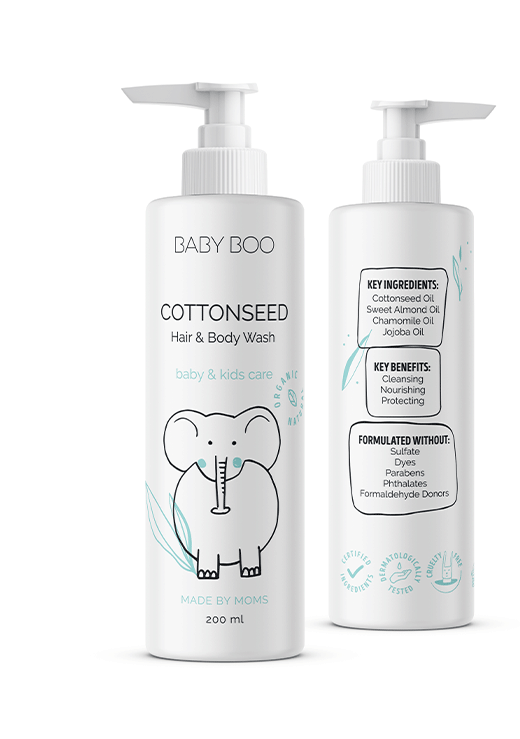 BABY BOO
COTTONSEED
Hair & Body Wash
baby & kids care
ORGANIC
NATURAL
MADE BY MOMS
200 ml
KEY INGREDIENTS:
Cottonseed Oil
Sweet Almond Oil
Chamomile Oil
Jojoba Oil
KEY BENEFITS:
Cleansing
Nourishing
Protecting
FORMULATED WITHOUT:
Sulfate
Dyes
Parabens
Phthalates
Formaldehyde Donors
CERTIFIED
INGREDIENTS
DERMATOLOGICALLY
TESTED
CRUELTY FREE